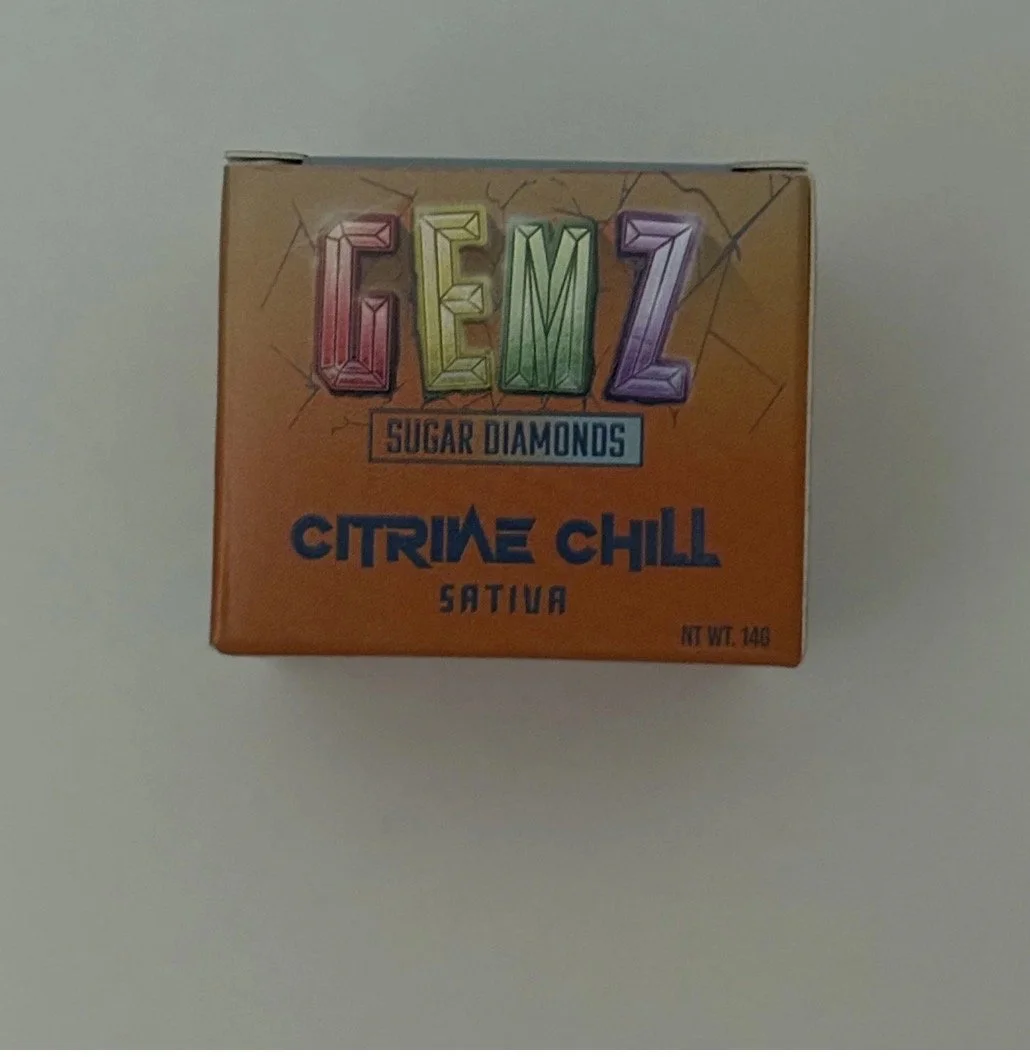 GEMZ
SUGAR DIAMONDS
CITRINE CHILL
SATIVA
NT WT. 14G